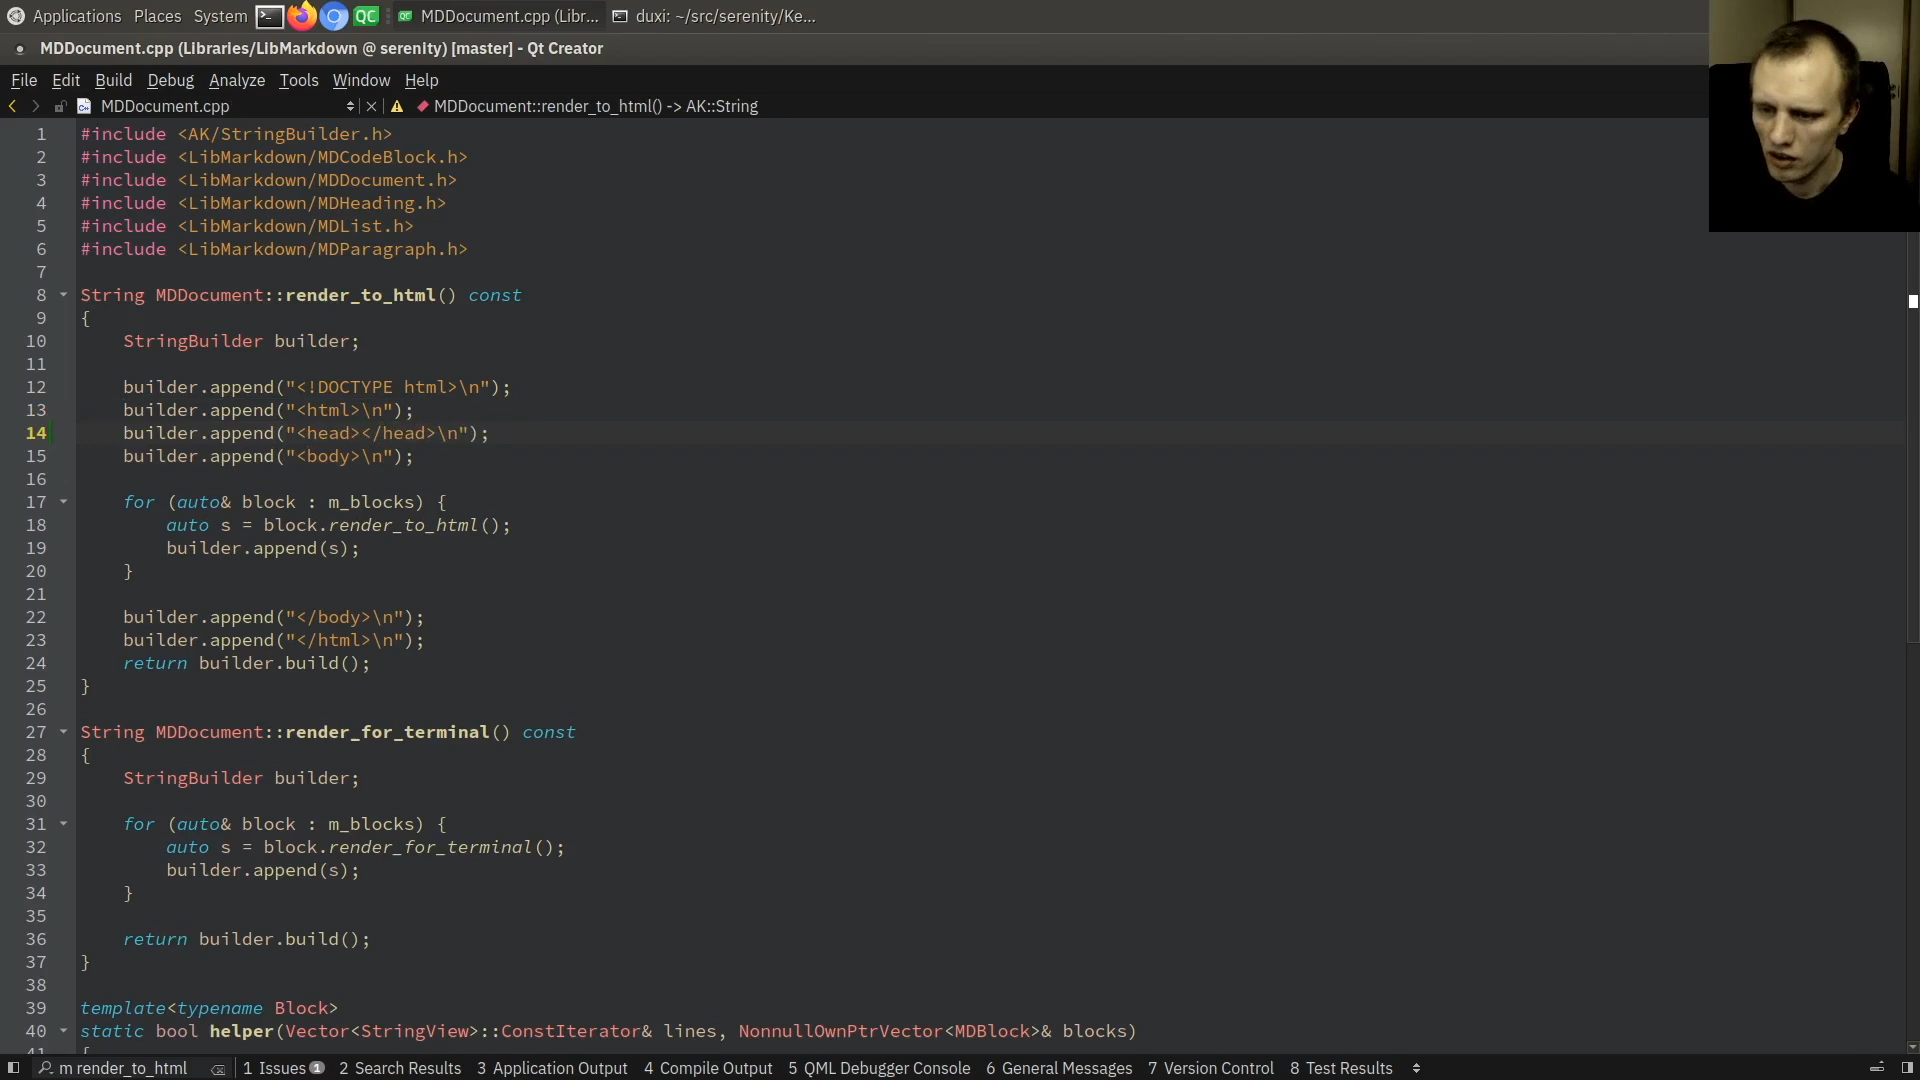 Applications Places System QC QC MDDocument.cpp (Libr... duxi: ~/src/serenity/Ke...
MDDocument.cpp (Libraries/LibMarkdown @ serenity) [master] - Qt Creator
File Edit Build Debug Analyze Tools Window Help
MDDocument.cpp MDDocument::render_to_html() -> AK::String
1 #include <AK/StringBuilder.h>
2 #include <LibMarkdown/MDCodeBlock.h>
3 #include <LibMarkdown/MDDocument.h>
4 #include <LibMarkdown/MDHeading.h>
5 #include <LibMarkdown/MDList.h>
6 #include <LibMarkdown/MDParagraph.h>
7
8 String MDDocument::render_to_html() const
9 {
10 StringBuilder builder;
11
12 builder.append("<!DOCTYPE html>\n");
13 builder.append("<html>\n");
14 builder.append("<head></head>\n");
15 builder.append("<body>\n");
16
17 for (auto& block : m_blocks) {
18 auto s = block.render_to_html();
19 builder.append(s);
20 }
21
22 builder.append("</body>\n");
23 builder.append("</html>\n");
24 return builder.build();
25 }
26
27 String MDDocument::render_for_terminal() const
28 {
29 StringBuilder builder;
30
31 for (auto& block : m_blocks) {
32 auto s = block.render_for_terminal();
33 builder.append(s);
34 }
35
36 return builder.build();
37 }
38
39 template<typename Block>
40 static bool helper(Vector<StringView>::ConstIterator& lines, NonnullOwnPtrVector<MDBlock>& blocks)
41 {
m render_to_html 1 Issues 1 2 Search Results 3 Application Output 4 Compile Output 5 QML Debugger Console 6 General Messages 7 Version Control 8 Test Results